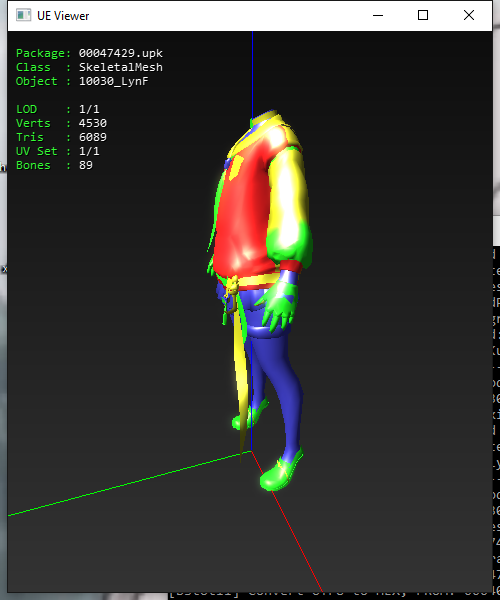 UE Viewer
Package: 00047429.upk
Class : SkeletalMesh
Object : 10030_LynF
LOD : 1/1
Verts : 4530
Tris : 6089
UV Set : 1/1
Bones : 89